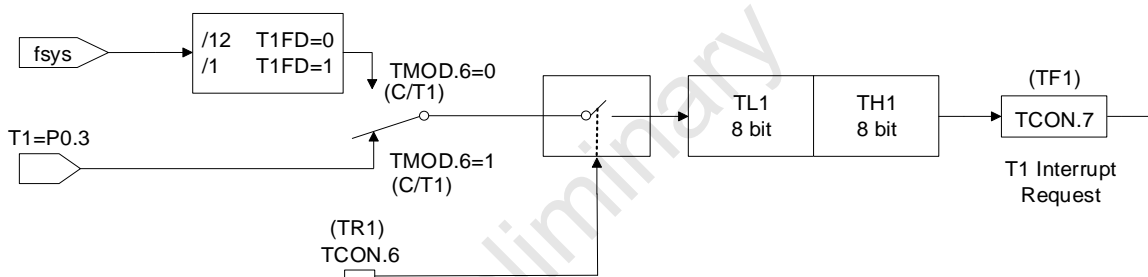 fsys
/12 T1FD=0
/1 T1FD=1
TMOD.6=0
(C/T1)
T1=P0.3
TMOD.6=1
(C/T1)
(TR1)
TCON.6
TL1
8 bit
TH1
8 bit
(TF1)
TCON.7
T1 Interrupt
Request
liminary